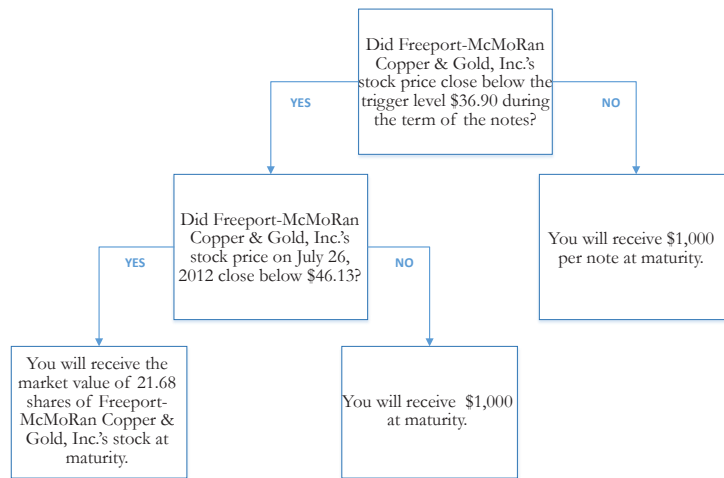 Did Freeport-McMoRan
Copper & Gold, Inc.'s
stock price close below the
trigger level $36.90 during
the term of the notes?
YES
NO
Did Freeport-McMoRan
Copper & Gold, Inc.'s
stock price on July 26,
2012 close below $46.13?
You will receive $1,000
per note at maturity.
YES
NO
You will receive the
market value of 21.68
shares of Freeport-
McMoRan Copper &
Gold, Inc.'s stock at
maturity.
You will receive $1,000
at maturity.